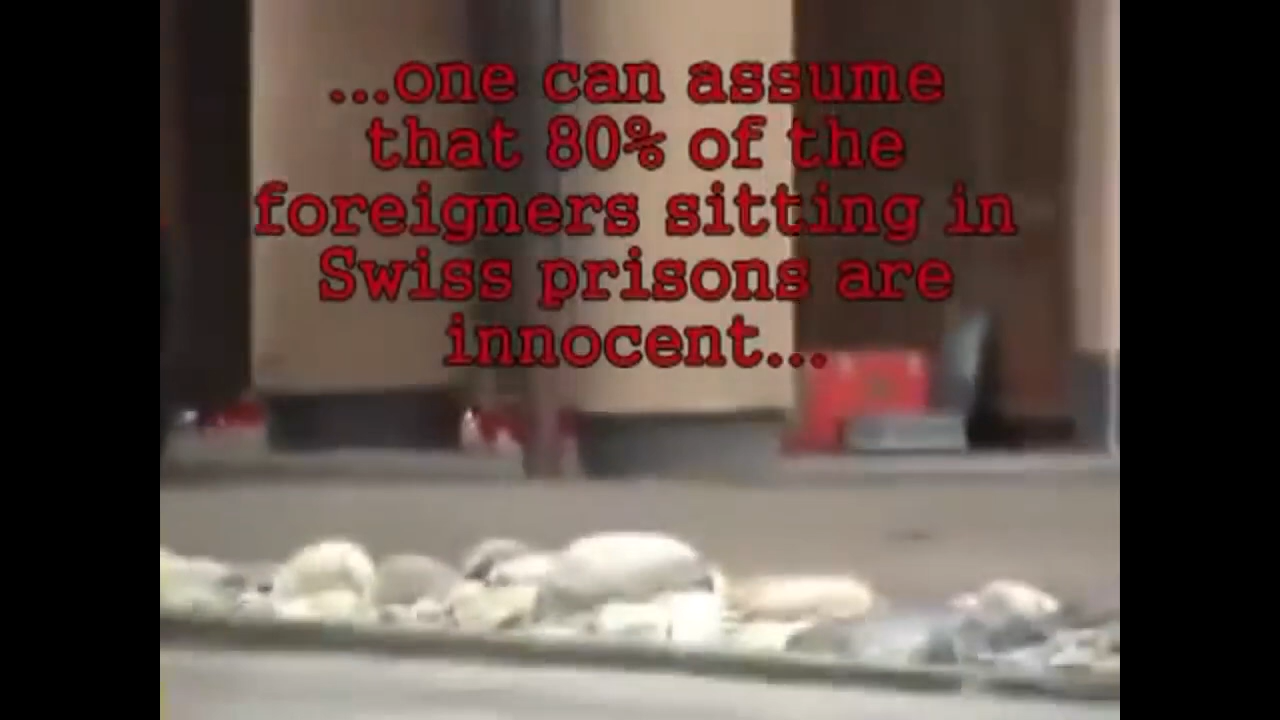 ...one can assume
that 80% of the
foreigners sitting in
Swiss prisons are
innocent...